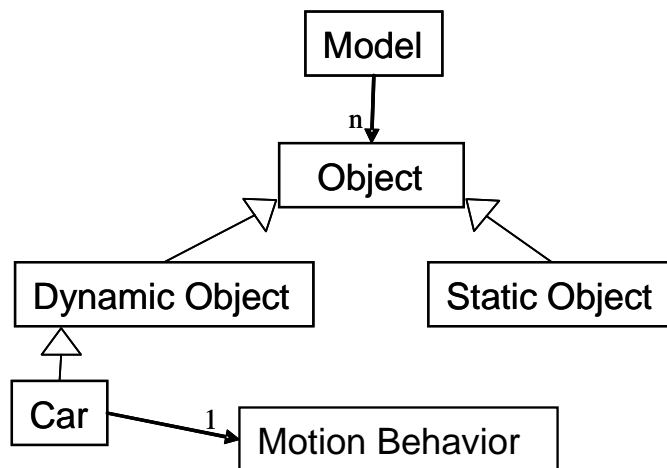 Model
n
Object
Dynamic Object
Static Object
Car
1
Motion Behavior